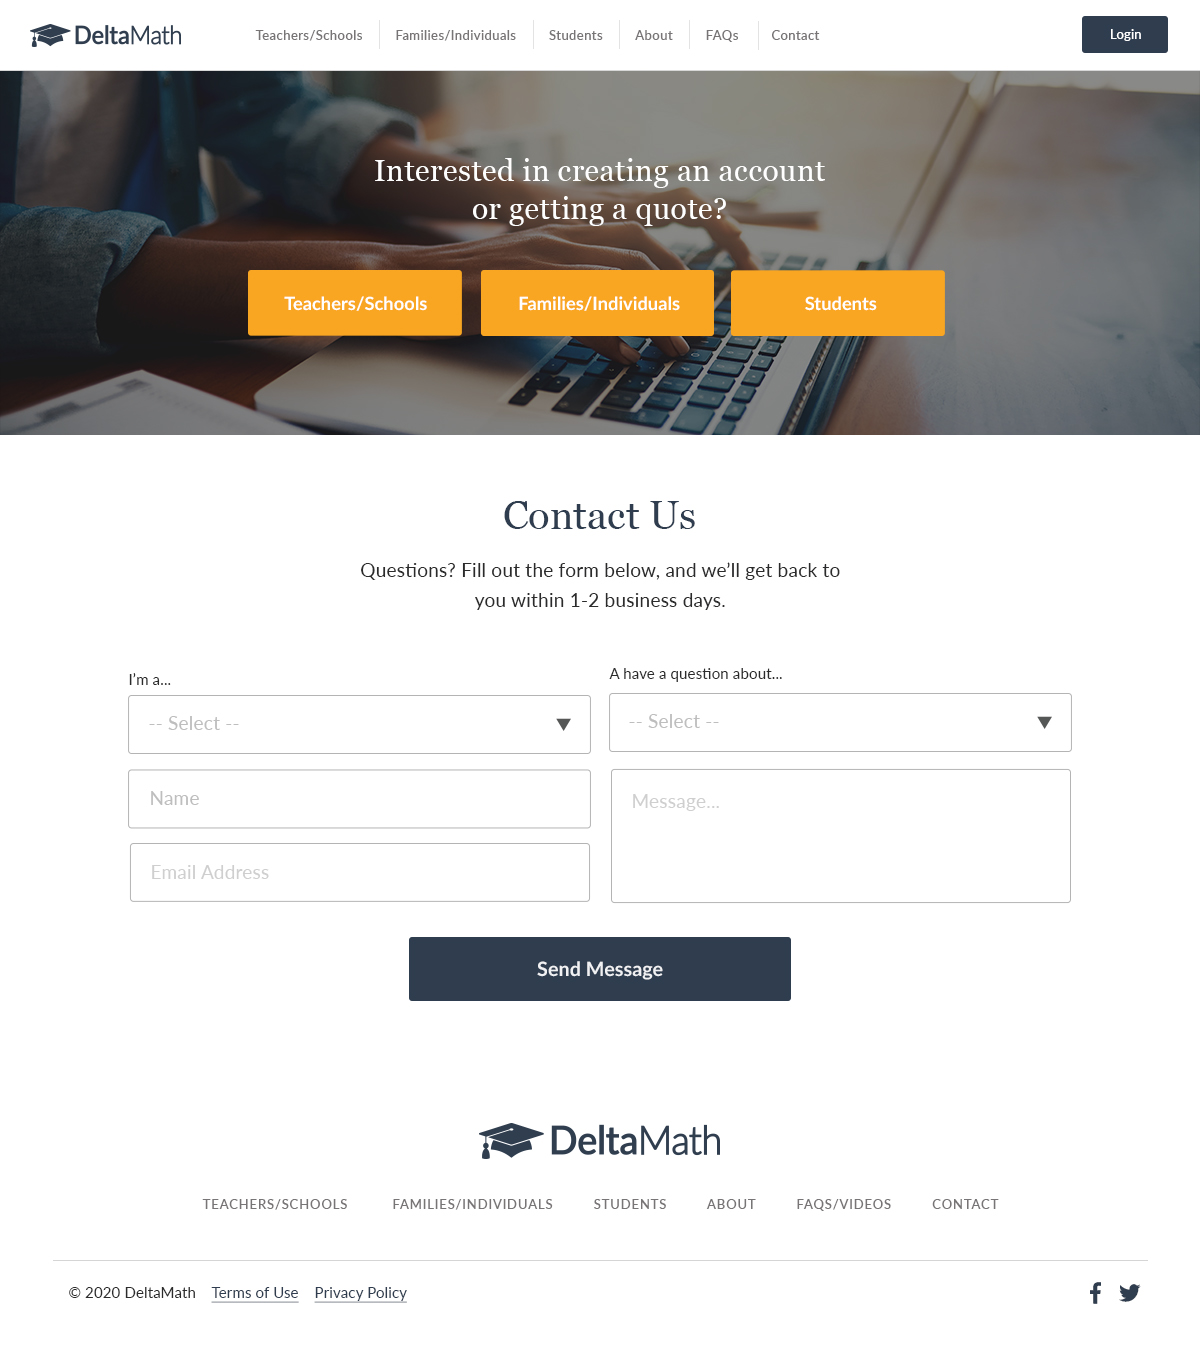 DeltaMath
Teachers/Schools
Families/Individuals
Students
About
FAQs
Contact
Login
Interested in creating an account
or getting a quote?
Teachers/Schools
Families/Individuals
Students
Contact Us
Questions? Fill out the form below, and we'll get back to
you within 1-2 business days.
I'm a...
A have a question about...
-- Select --
-- Select --
Name
Message...
Email Address
Send Message
DeltaMath
TEACHERS/SCHOOLS
FAMILIES/INDIVIDUALS
STUDENTS
ABOUT
FAQS/VIDEOS
CONTACT
© 2020 DeltaMath
Terms of Use
Privacy Policy